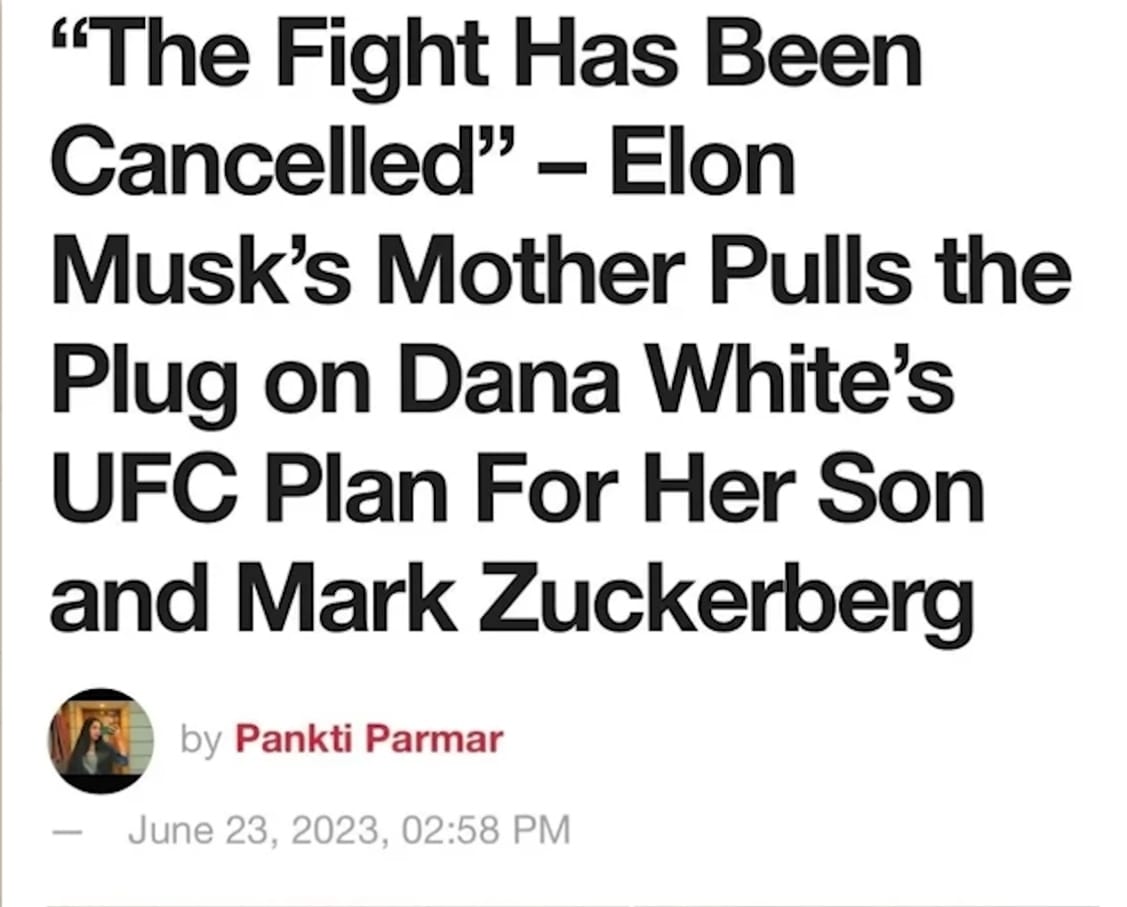 “The Fight Has Been
Cancelled” – Elon
Musk’s Mother Pulls the
Plug on Dana White’s
UFC Plan For Her Son
and Mark Zuckerberg
by Pankti Parmar
— June 23, 2023, 02:58 PM